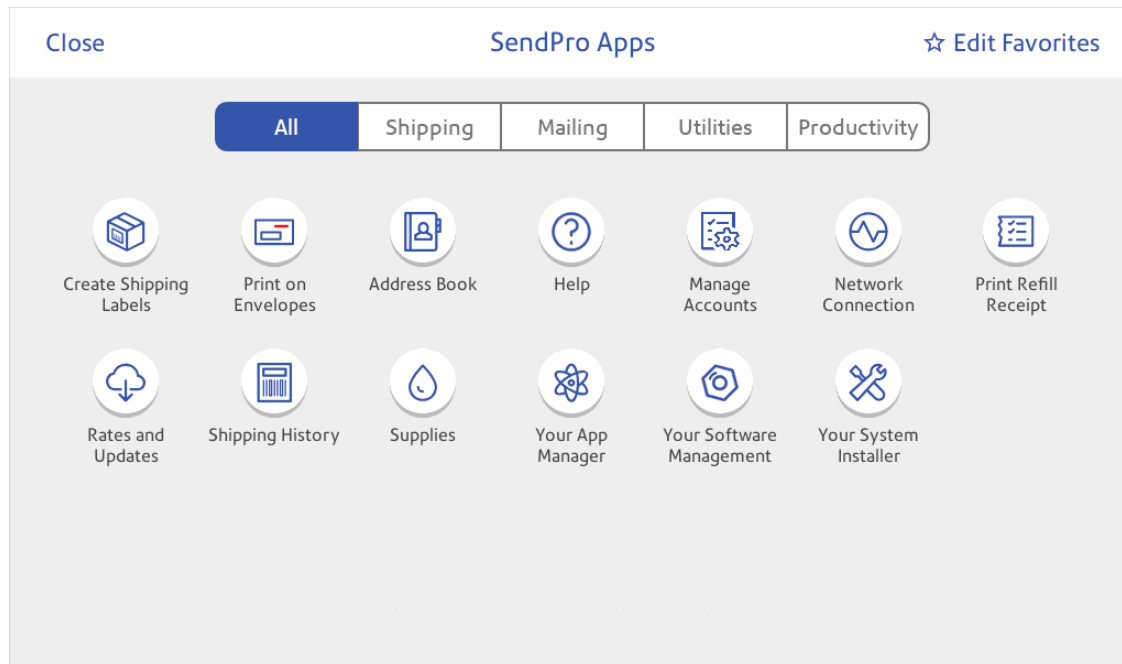 Close SendPro Apps ☆ Edit Favorites
All Shipping Mailing Utilities Productivity
Create Shipping
Labels
Print on
Envelopes
Address Book
Help
Manage
Accounts
Network
Connection
Print Refill
Receipt
Rates and
Updates
Shipping History
Supplies
Your App
Manager
Your Software
Management
Your System
Installer